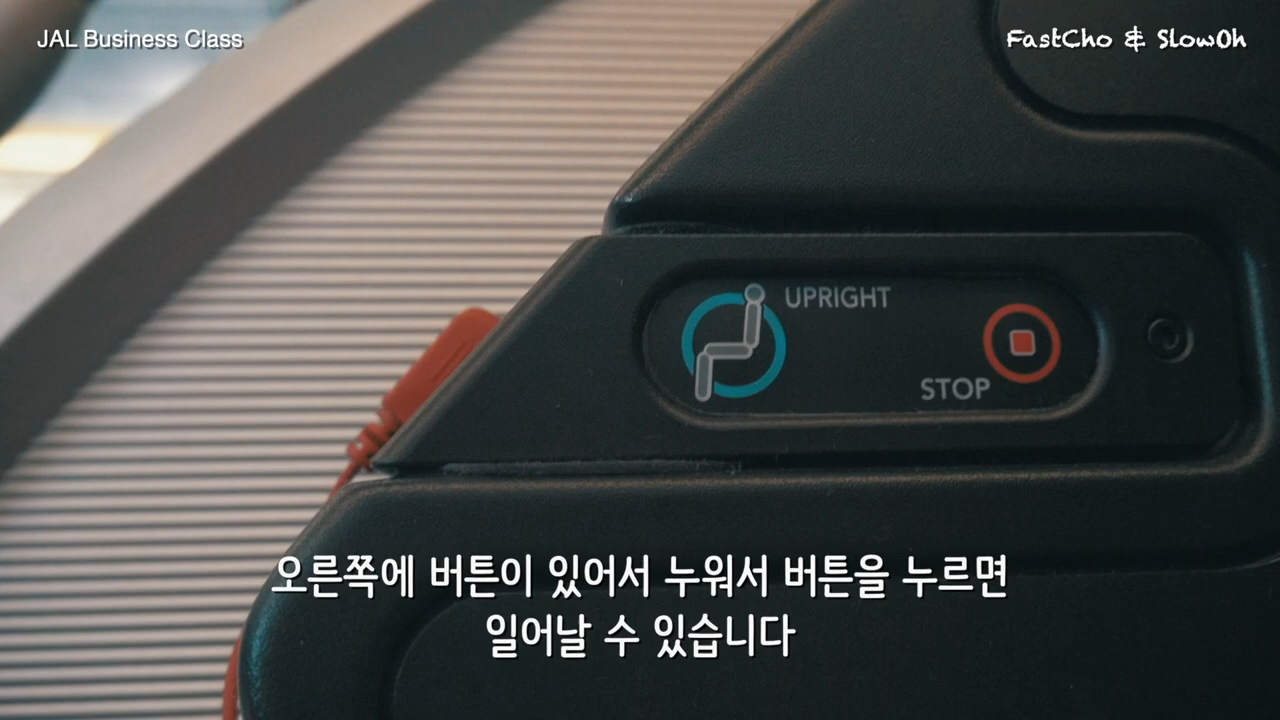 JAL Business Class
FastCho & SlowOh
UPRIGHT
STOP
오른쪽에 버튼이 있어서 누워서 버튼을 누르면
일어날 수 있습니다